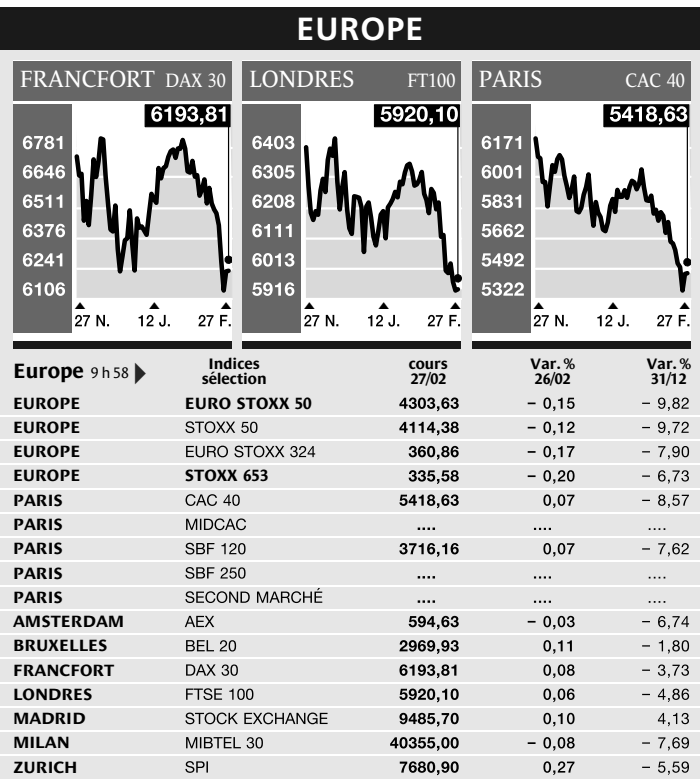 EUROPE
FRANCFORT DAX 30
6193,81
6781
6646
6511
6376
6241
6106
27 N. 12 J. 27 F.
LONDRES FT100
5920,10
6403
6305
6208
6111
6013
5916
27 N. 12 J. 27 F.
PARIS CAC 40
5418,63
6171
6001
5831
5662
5492
5322
27 N. 12 J. 27 F.
Europe 9 h 58 Indices sélection cours 27/02 Var. % 26/02 Var. % 31/12
EUROPE EURO STOXX 50 4303,63 – 0,15 – 9,82
EUROPE STOXX 50 4114,38 – 0,12 – 9,72
EUROPE EURO STOXX 324 360,86 – 0,17 – 7,90
EUROPE STOXX 653 335,58 – 0,20 – 6,73
PARIS CAC 40 5418,63 0,07 – 8,57
PARIS MIDCAC .... .... ....
PARIS SBF 120 3716,16 0,07 – 7,62
PARIS SBF 250 .... .... ....
PARIS SECOND MARCHÉ .... .... ....
AMSTERDAM AEX 594,63 – 0,03 – 6,74
BRUXELLES BEL 20 2969,93 0,11 – 1,80
FRANCFORT DAX 30 6193,81 0,08 – 3,73
LONDRES FTSE 100 5920,10 0,06 – 4,86
MADRID STOCK EXCHANGE 9485,70 0,10 4,13
MILAN MIBTEL 30 40355,00 – 0,08 – 7,69
ZURICH SPI 7680,90 0,27 – 5,59